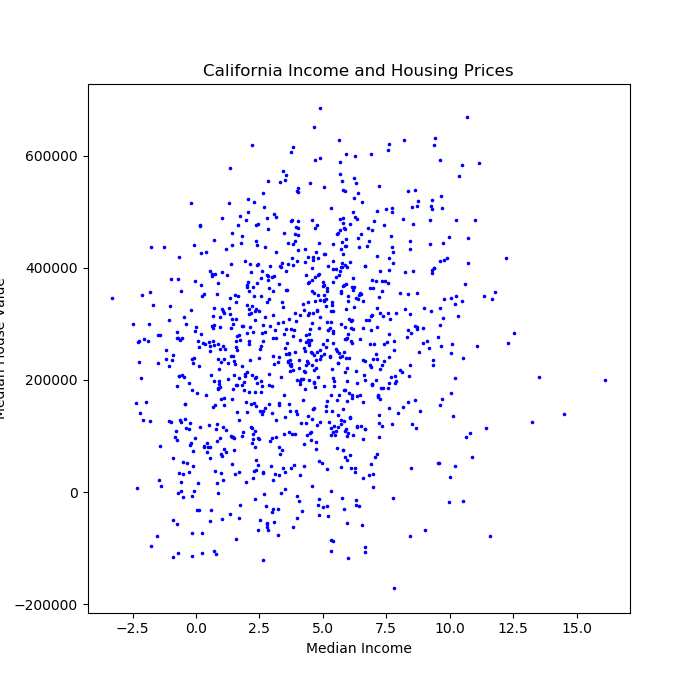 California Income and Housing Prices
600000
400000
200000
0
−200000
Median House Value
−2.5 0.0 2.5 5.0 7.5 10.0 12.5 15.0
Median Income